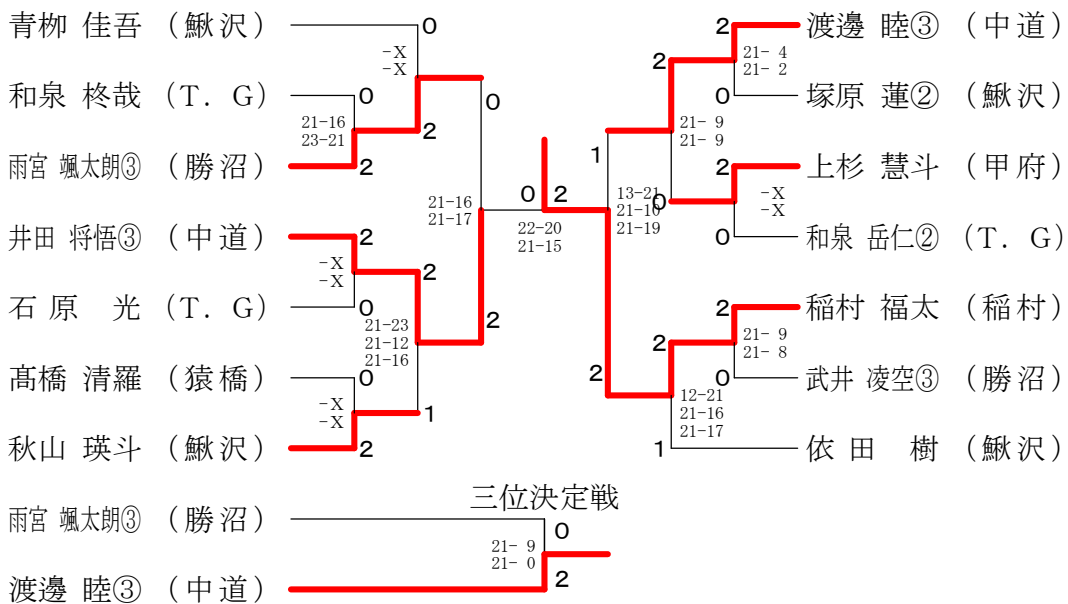 青栁 佳吾 （鰍沢）
0
-X
-X
和泉 柊哉 （T．G）
0
21-16
23-21
2
0
雨宮 颯太朗③ （勝沼）
2
21-16
21-17
井田 将悟③ （中道）
2
-X
-X
2
石原 光 （T．G）
0
21-23
21-12
21-16
2
髙橋 清羅 （猿橋）
0
-X
-X
1
秋山 瑛斗 （鰍沢）
2
0 2
22-20
21-15
2 渡邊 睦③ （中道）
21- 4
21- 2
2
0 塚原 蓮② （鰍沢）
21- 9
21- 9
1
2 上杉 慧斗 （甲府）
-X
-X
0
13-21
21-10
21-19
0 和泉 岳仁② （T．G）
2 稲村 福太 （稲村）
21- 9
21- 8
2
2
0 武井 凌空③ （勝沼）
12-21
21-16
21-17
1 依田 樹 （鰍沢）
三位決定戦
雨宮 颯太朗③ （勝沼）
0
21- 9
21- 0
渡邊 睦③ （中道）
2